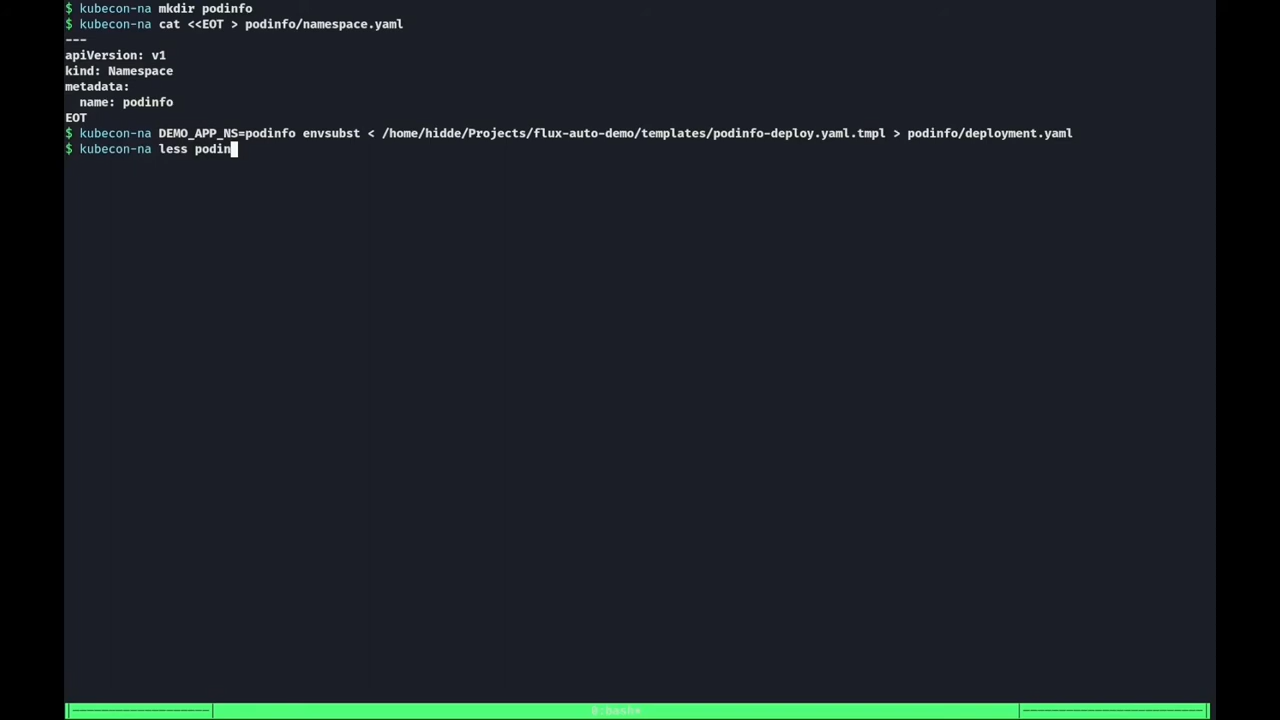 $ kubecon-na mkdir podinfo
$ kubecon-na cat <<EOT > podinfo/namespace.yaml
---
apiVersion: v1
kind: Namespace
metadata:
  name: podinfo
EOT
$ kubecon-na DEMO_APP_NS=podinfo envsubst < /home/hidde/Projects/flux-auto-demo/templates/podinfo-deploy.yaml.tmpl > podinfo/deployment.yaml
$ kubecon-na less podin
0:bash*